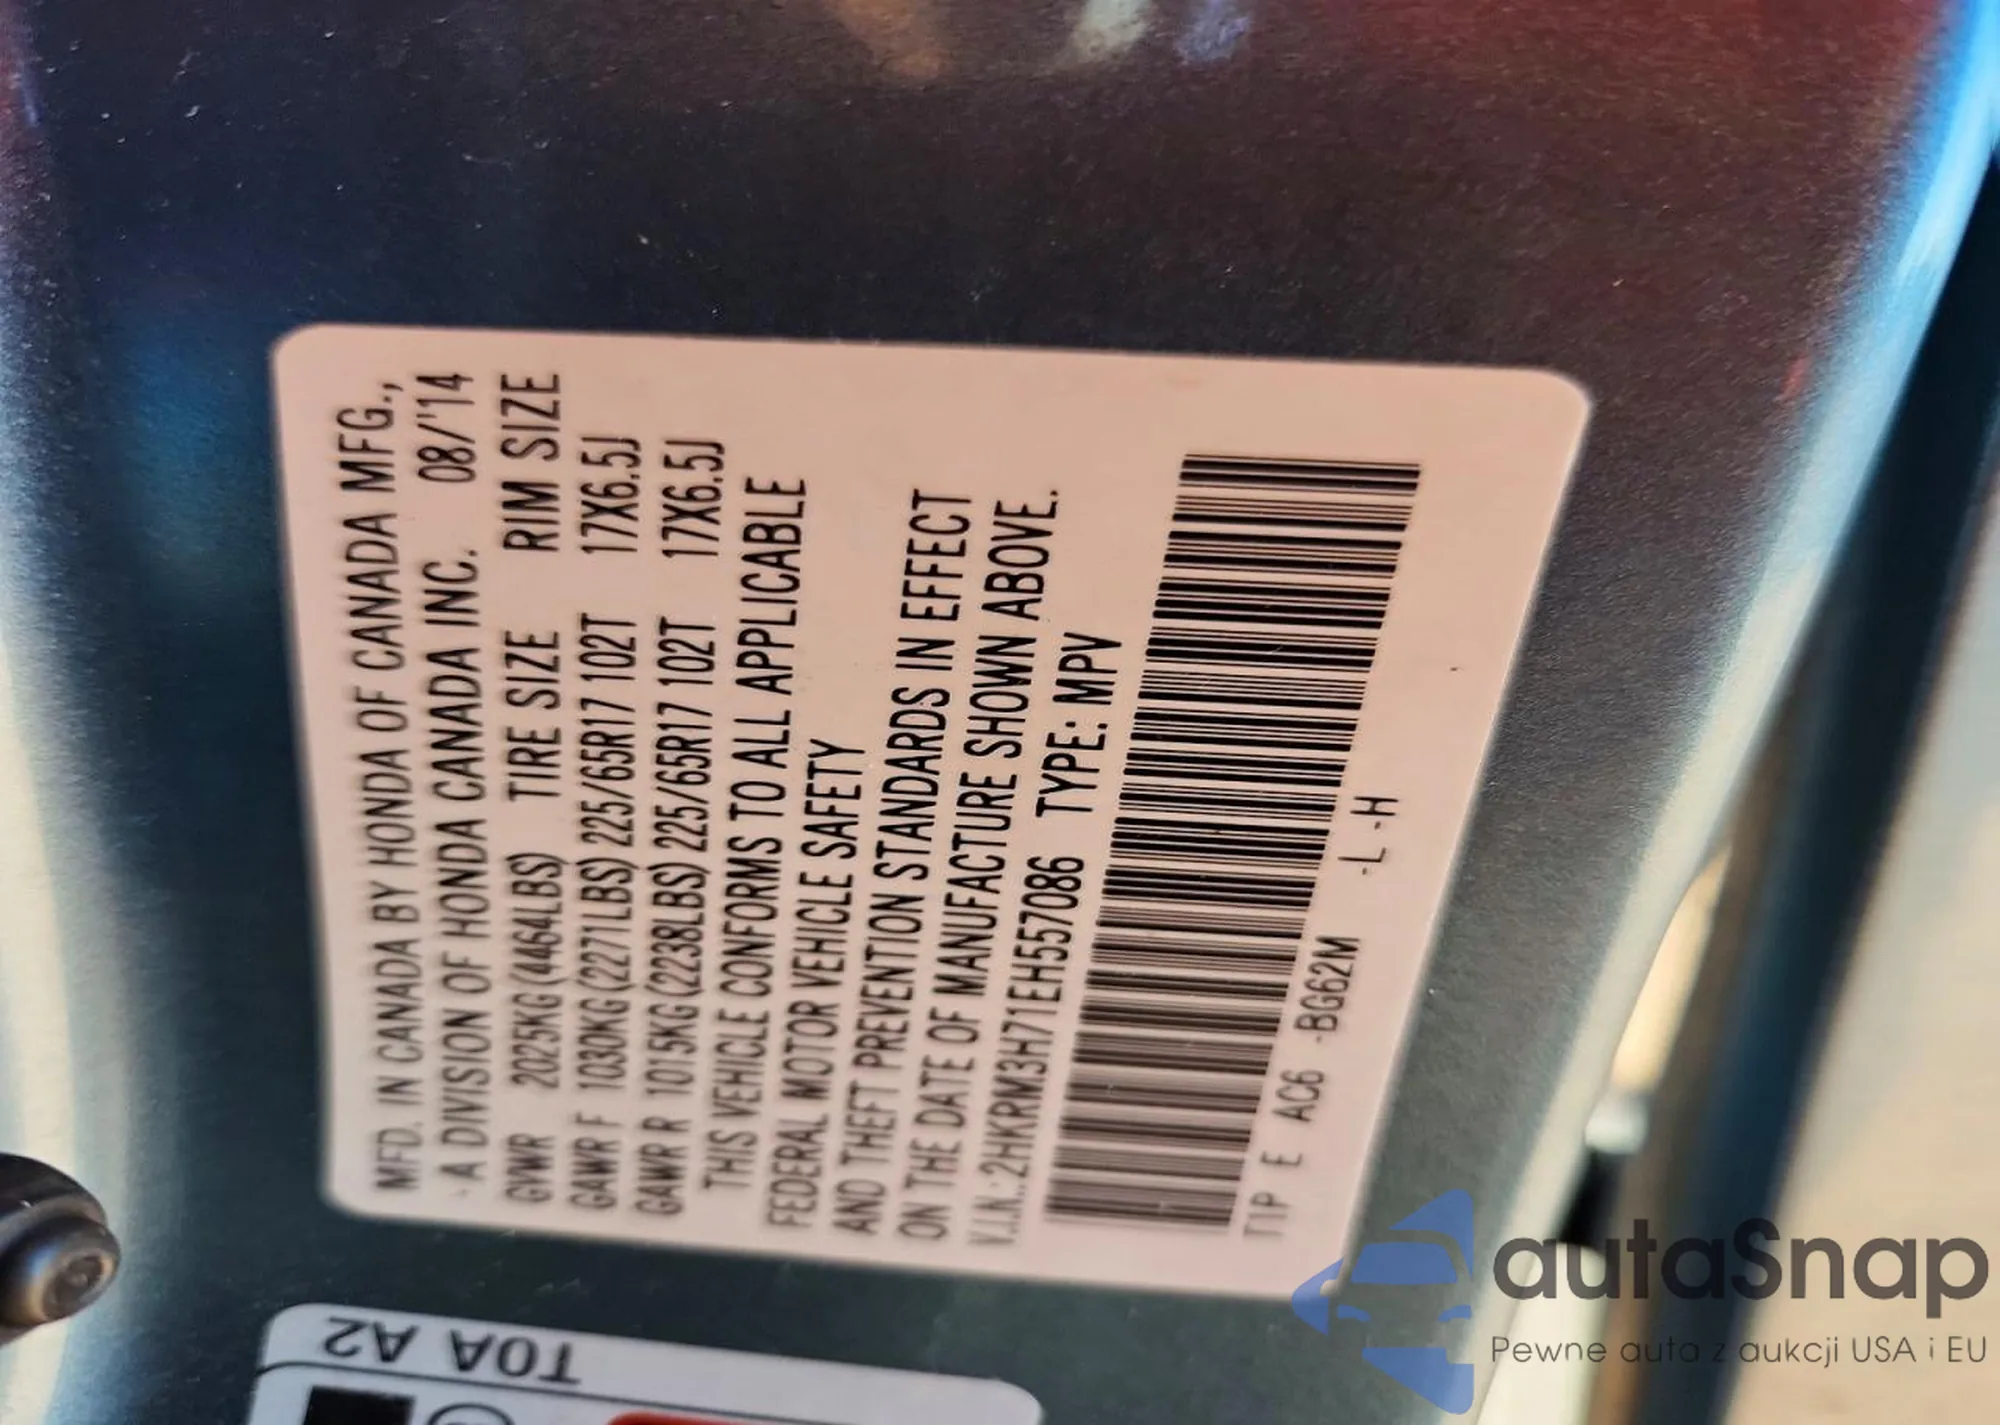 MFD. IN CANADA BY HONDA OF CANADA MFG.,
- A DIVISION OF HONDA CANADA INC. 08/'14
GVWR 2025KG (4464LBS) TIRE SIZE RIM SIZE
GAWR F 1030KG (2271LBS) 225/65R17 102T 17X6.5J
GAWR R 1015KG (2238LBS) 225/65R17 102T 17X6.5J
THIS VEHICLE CONFORMS TO ALL APPLICABLE
FEDERAL MOTOR VEHICLE SAFETY
AND THEFT PREVENTION STANDARDS IN EFFECT
ON THE DATE OF MANUFACTURE SHOWN ABOVE.
V.I.N.:2HKRM3H71EH557086 TYPE: MPV
T1P E AC6 -BG62M -L -H
T0A A2
autaSnap
Pewne auta z aukcji USA i EU